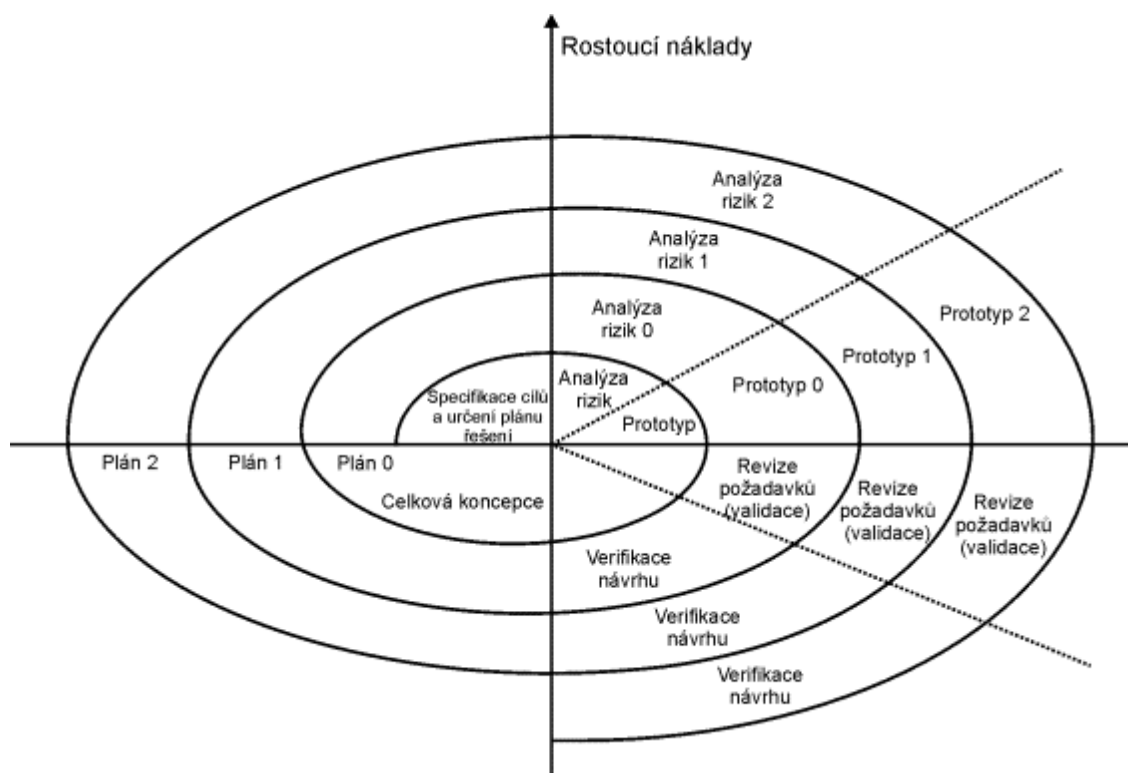 Rostoucí náklady
Analýza
rizik 2
Analýza
rizik 1
Analýza
rizik 0
Prototyp 2
Prototyp 1
Prototyp 0
Analýza
rizik
Specifikace cílů
a určení plánu
řešení
Prototyp
Plán 2
Plán 1
Plán 0
Celková koncepce
Revize
požadavků
(validace)
Revize
požadavků
(validace)
Revize
požadavků
(validace)
Verifikace
návrhu
Verifikace
návrhu
Verifikace
návrhu